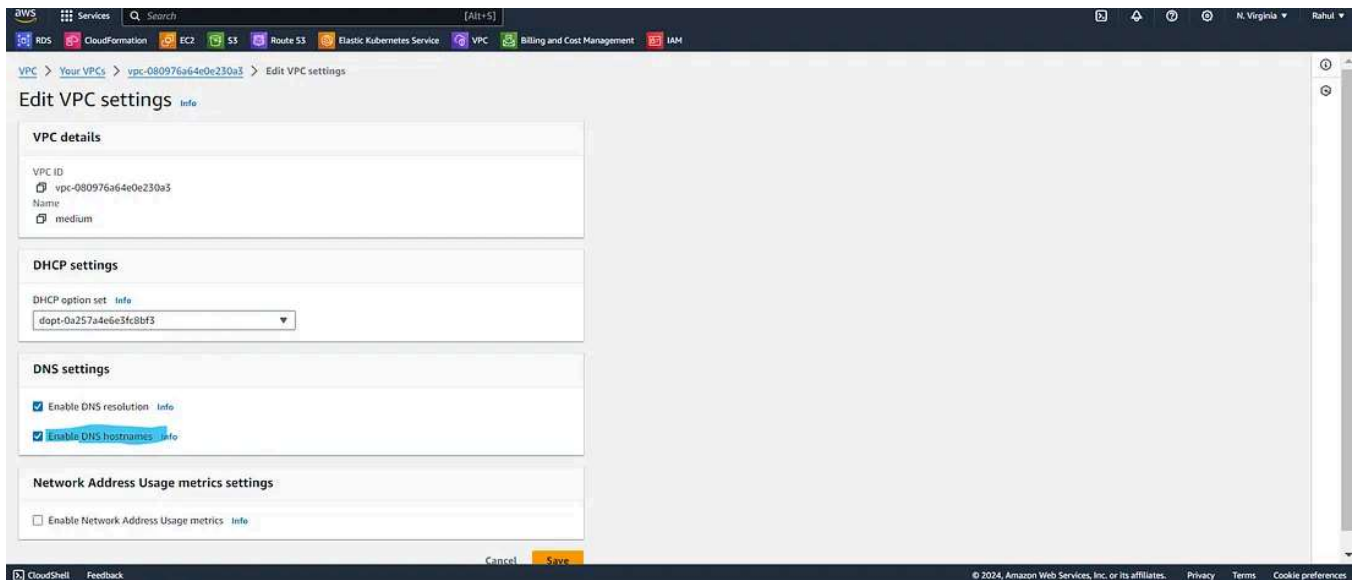 aws Services Search [Alt+S] N. Virginia Rahul
RDS CloudFormation EC2 S3 Route 53 Elastic Kubernetes Service VPC Billing and Cost Management IAM
VPC > Your VPCs > vpc-080976a64e0e230a3 > Edit VPC settings
Edit VPC settings Info
VPC details
VPC ID
vpc-080976a64e0e230a3
Name
medium
DHCP settings
DHCP option set Info
dopt-0a257a4e6e3fc8bf3
DNS settings
Enable DNS resolution Info
Enable DNS hostnames Info
Network Address Usage metrics settings
Enable Network Address Usage metrics Info
Cancel Save
CloudShell Feedback © 2024, Amazon Web Services, Inc. or its affiliates. Privacy Terms Cookie preferences